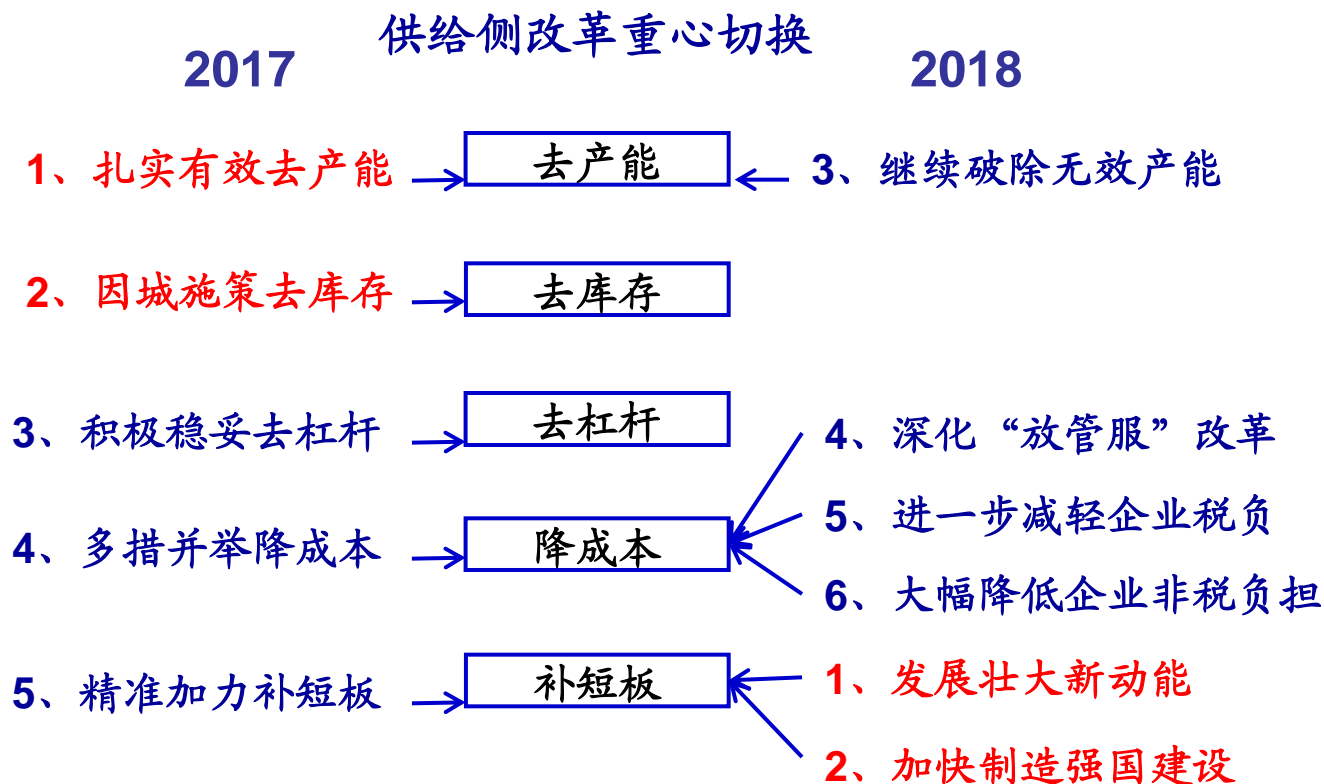 供给侧改革重心切换
2017
2018
1、扎实有效去产能
去产能
3、继续破除无效产能
2、因城施策去库存
去库存
3、积极稳妥去杠杆
去杠杆
4、深化“放管服”改革
5、进一步减轻企业税负
4、多措并举降成本
降成本
6、大幅降低企业非税负担
5、精准加力补短板
补短板
1、发展壮大新动能
2、加快制造强国建设